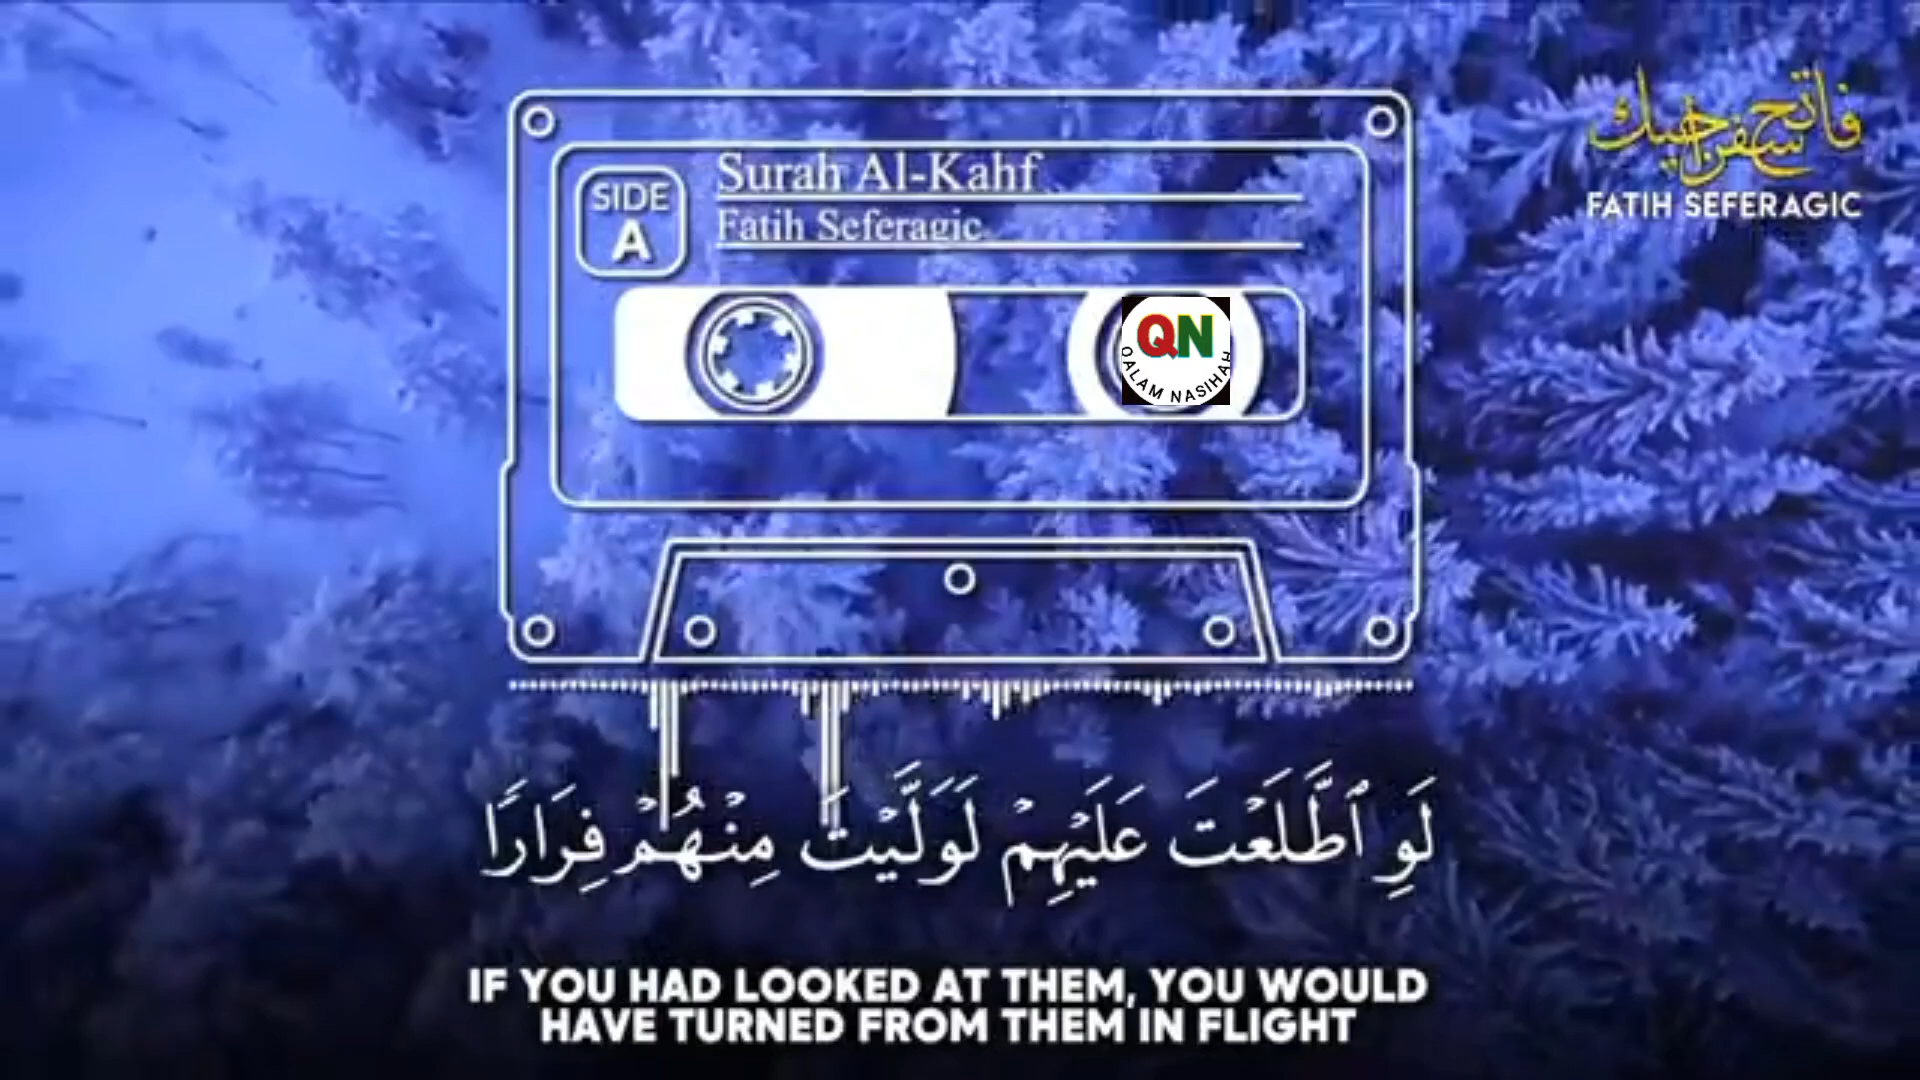 Surah Al-Kahf
SIDE
A
Fatih Seferagic
فاتح سفراجيك
FATIH SEFERAGIC
QN
QALAM NASIHAH
لَوِ ٱطَّلَعْتَ عَلَيْهِمْ لَوَلَّيْتَ مِنْهُمْ فِرَارًا
IF YOU HAD LOOKED AT THEM, YOU WOULD
HAVE TURNED FROM THEM IN FLIGHT